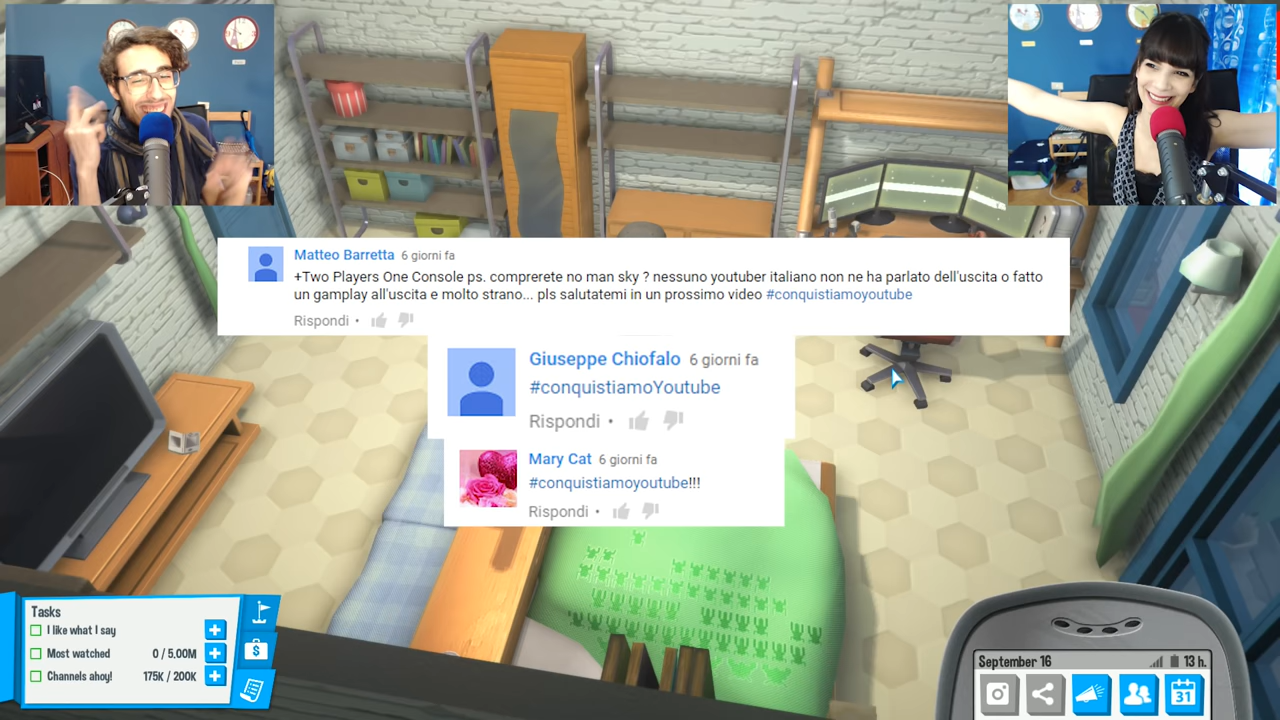 Matteo Barretta 6 giorni fa
+Two Players One Console ps. comprerete no man sky ? nessuno youtuber italiano non ne ha parlato dell'uscita o fatto
un gamplay all'uscita e molto strano... pls salutatemi in un prossimo video #conquistiamoyoutube
Rispondi •
Giuseppe Chiofalo 6 giorni fa
#conquistiamoYoutube
Rispondi •
Mary Cat 6 giorni fa
#conquistiamoyoutube!!!
Rispondi •
Tasks
I like what I say
Most watched 0 / 5,00M
Channels ahoy! 175K / 200K
September 16 13 h.
31